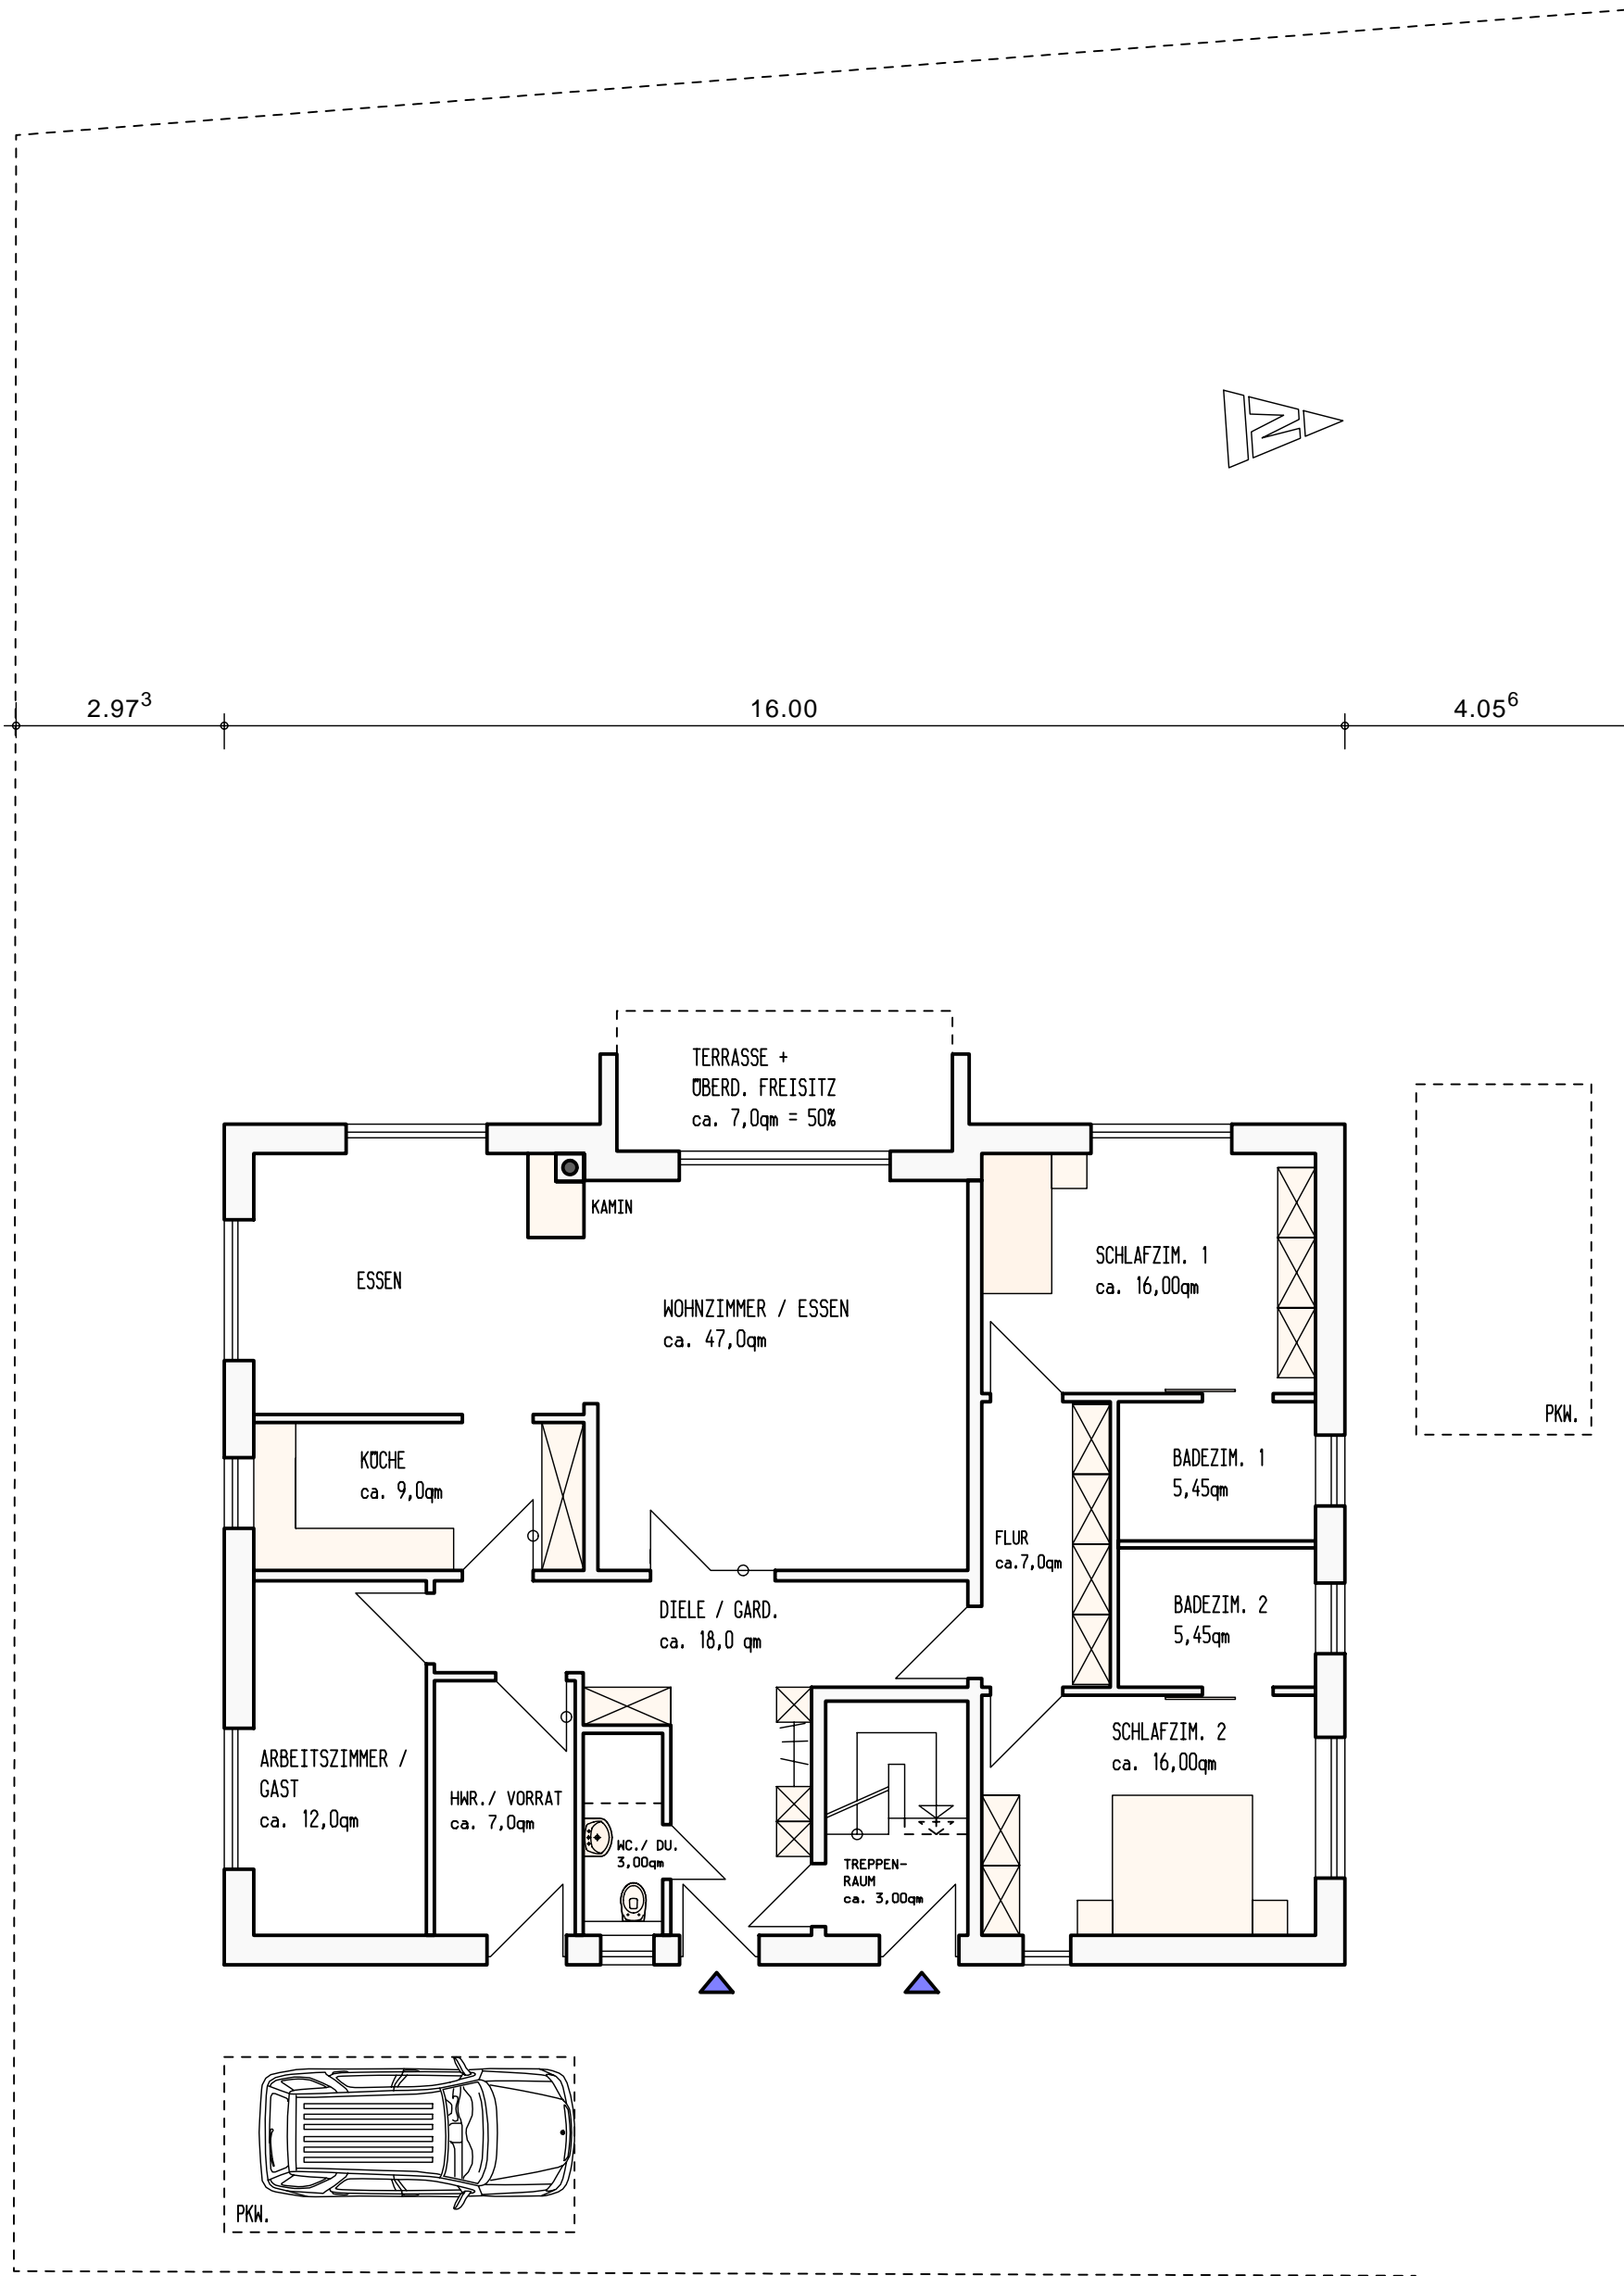 N
2.97³
16.00
4.05⁶
TERRASSE +
ÜBERD. FREISITZ
ca. 7,0qm = 50%
KAMIN
ESSEN
SCHLAFZIM. 1
ca. 16,00qm
WOHNZIMMER / ESSEN
ca. 47,0qm
PKW.
KÜCHE
ca. 9,0qm
BADEZIM. 1
5,45qm
FLUR
ca.7,0qm
DIELE / GARD.
ca. 18,0 qm
BADEZIM. 2
5,45qm
SCHLAFZIM. 2
ca. 16,00qm
ARBEITSZIMMER /
GAST
ca. 12,0qm
HWR./ VORRAT
ca. 7,0qm
WC./ DU.
3,00qm
TREPPEN-
RAUM
ca. 3,00qm
PKW.